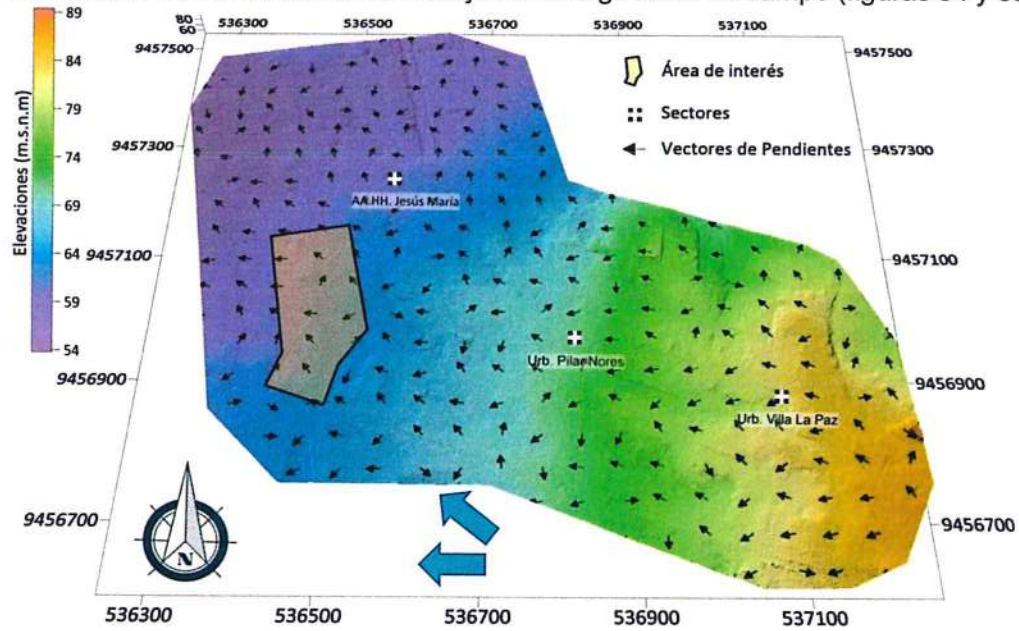 (figuras
80
60
536300 536500 536700 536900 537100
9457500 9457500
9457300 9457300
9457100 9457100
9456900 9456900
9456700 9456700
536300 536500 536700 536900 537100
Elevaciones (m.s.n.m)
89
84
79
74
69
64
59
54
Área de interés
Sectores
Vectores de Pendientes
AA.HH. Jesús María
Urb. Pilar Nores
Urb. Villa La Paz
N